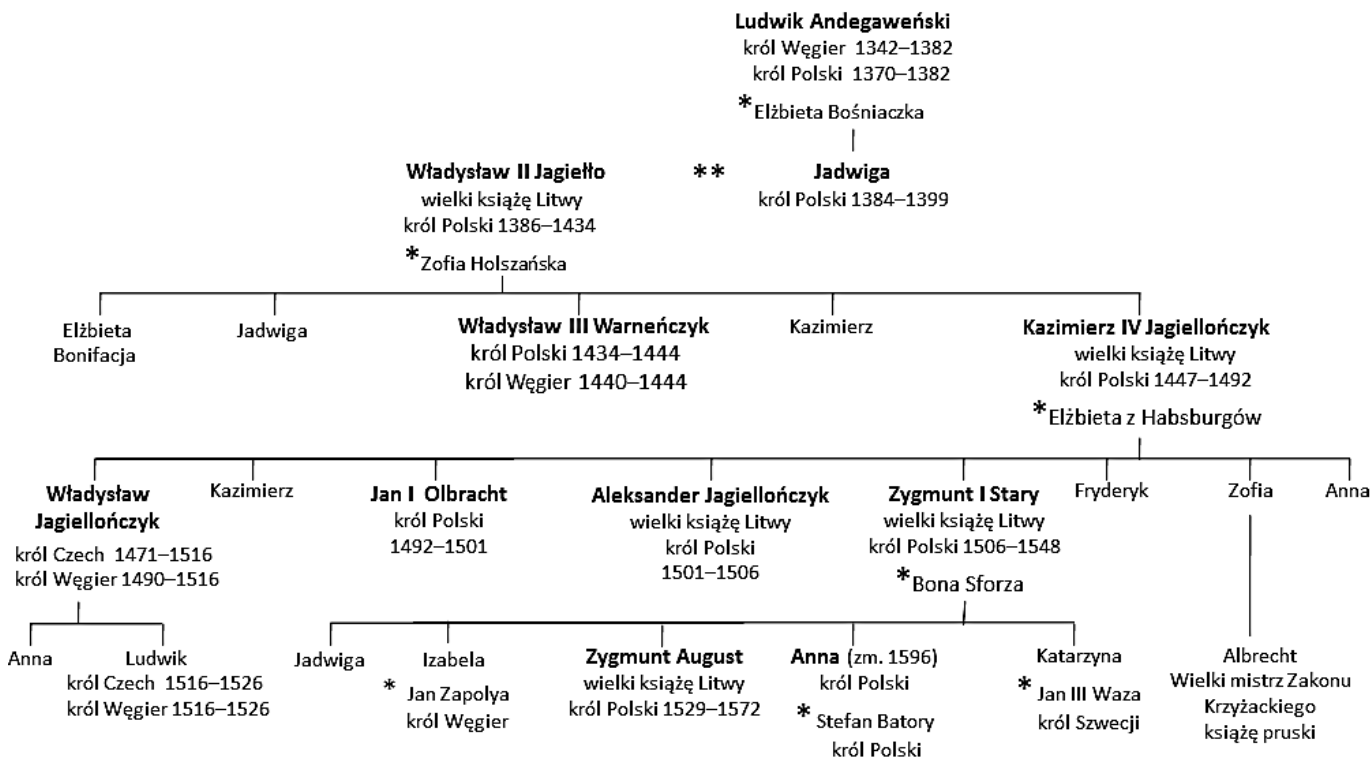 Ludwik Andegaweński
król Węgier 1342–1382
król Polski 1370–1382
* Elżbieta Bośniaczka
Władysław II Jagiełło
wielki książę Litwy
król Polski 1386–1434
* Zofia Holszańska
**
Jadwiga
król Polski 1384–1399
Elżbieta
Bonifacja
Jadwiga
Władysław III Warneńczyk
król Polski 1434–1444
król Węgier 1440–1444
Kazimierz
Kazimierz IV Jagiellończyk
wielki książę Litwy
król Polski 1447–1492
* Elżbieta z Habsburgów
Władysław
Jagiellończyk
król Czech 1471–1516
król Węgier 1490–1516
Kazimierz
Jan I Olbracht
król Polski
1492–1501
Aleksander Jagiellończyk
wielki książę Litwy
król Polski
1501–1506
Zygmunt I Stary
wielki książę Litwy
król Polski 1506–1548
* Bona Sforza
Fryderyk
Zofia
Anna
Anna
Ludwik
król Czech 1516–1526
król Węgier 1516–1526
Jadwiga
Izabela
* Jan Zapolya
król Węgier
Zygmunt August
wielki książę Litwy
król Polski 1529–1572
Anna (zm. 1596)
król Polski
* Stefan Batory
król Polski
Katarzyna
* Jan III Waza
król Szwecji
Albrecht
Wielki mistrz Zakonu
Krzyżackiego
książę pruski